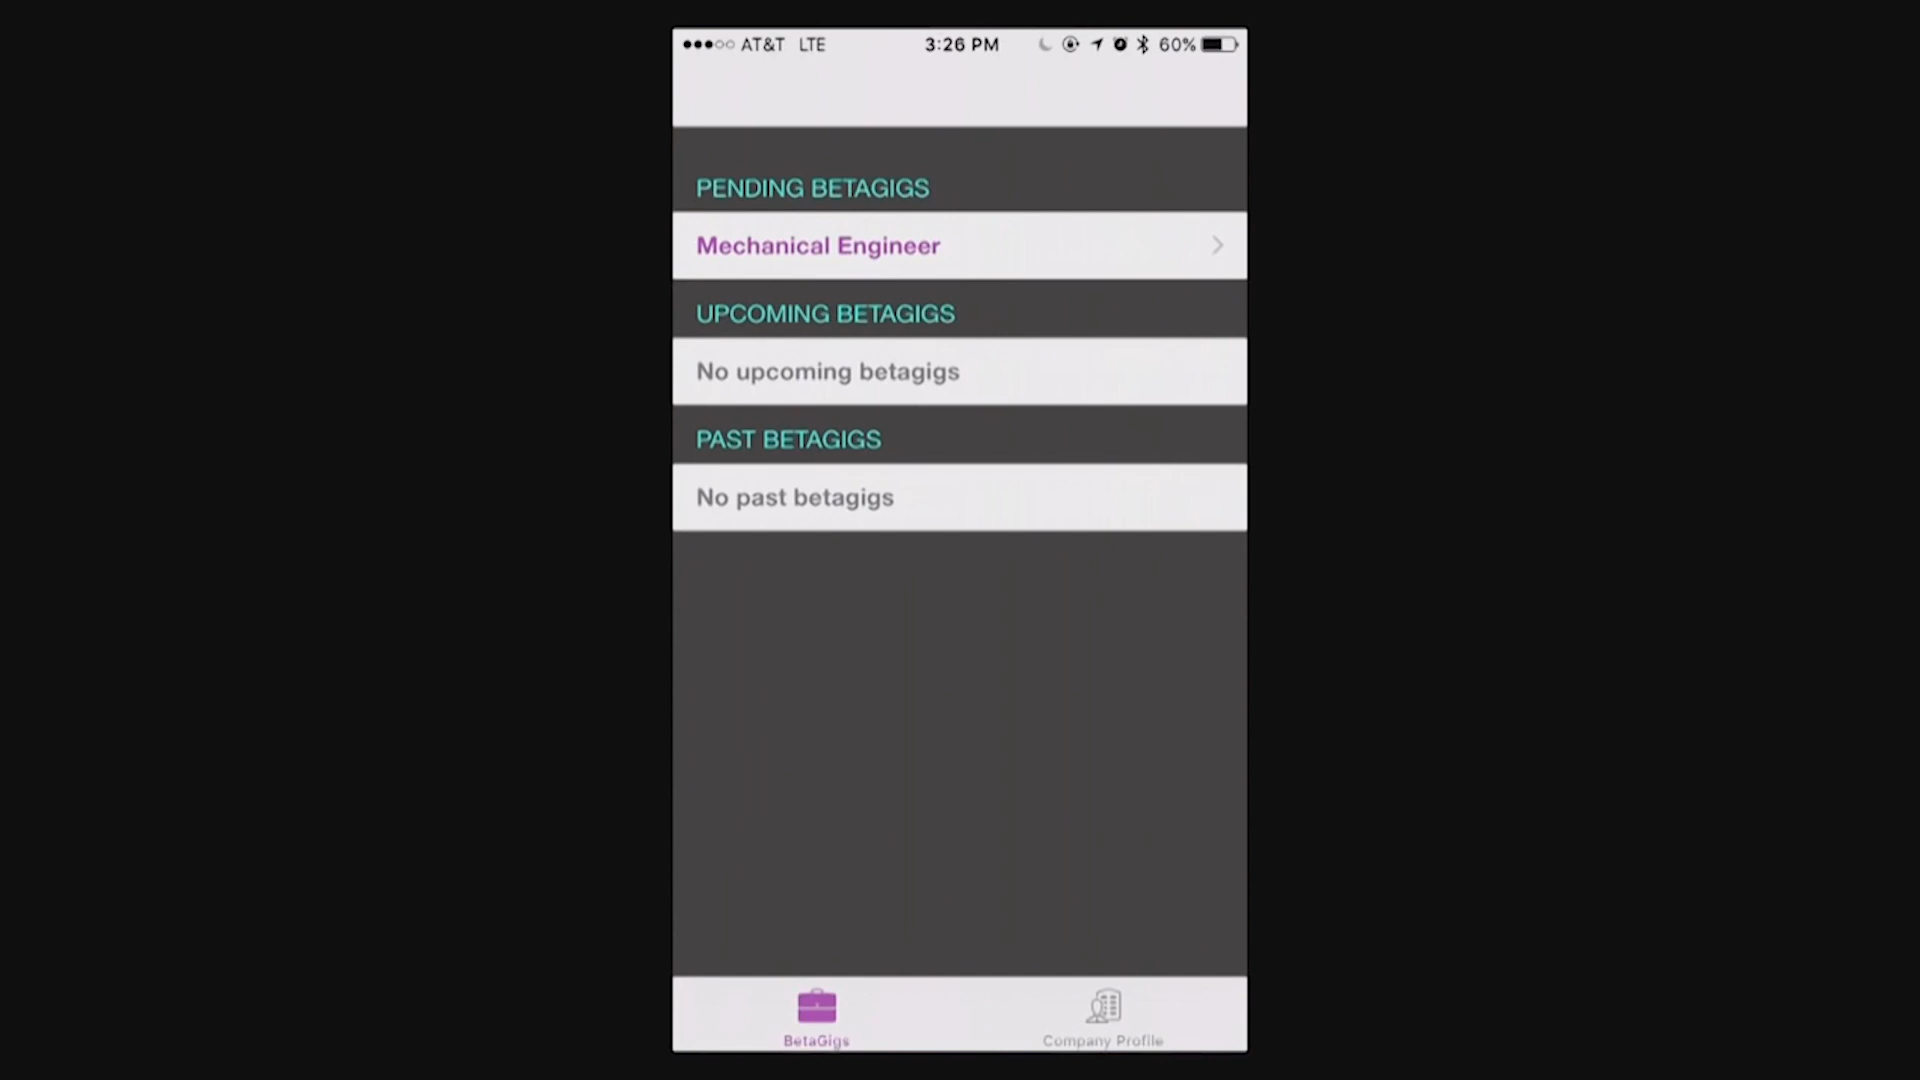 AT&T LTE 3:26 PM 60%
PENDING BETAGIGS
Mechanical Engineer
UPCOMING BETAGIGS
No upcoming betagigs
PAST BETAGIGS
No past betagigs
BetaGigs Company Profile